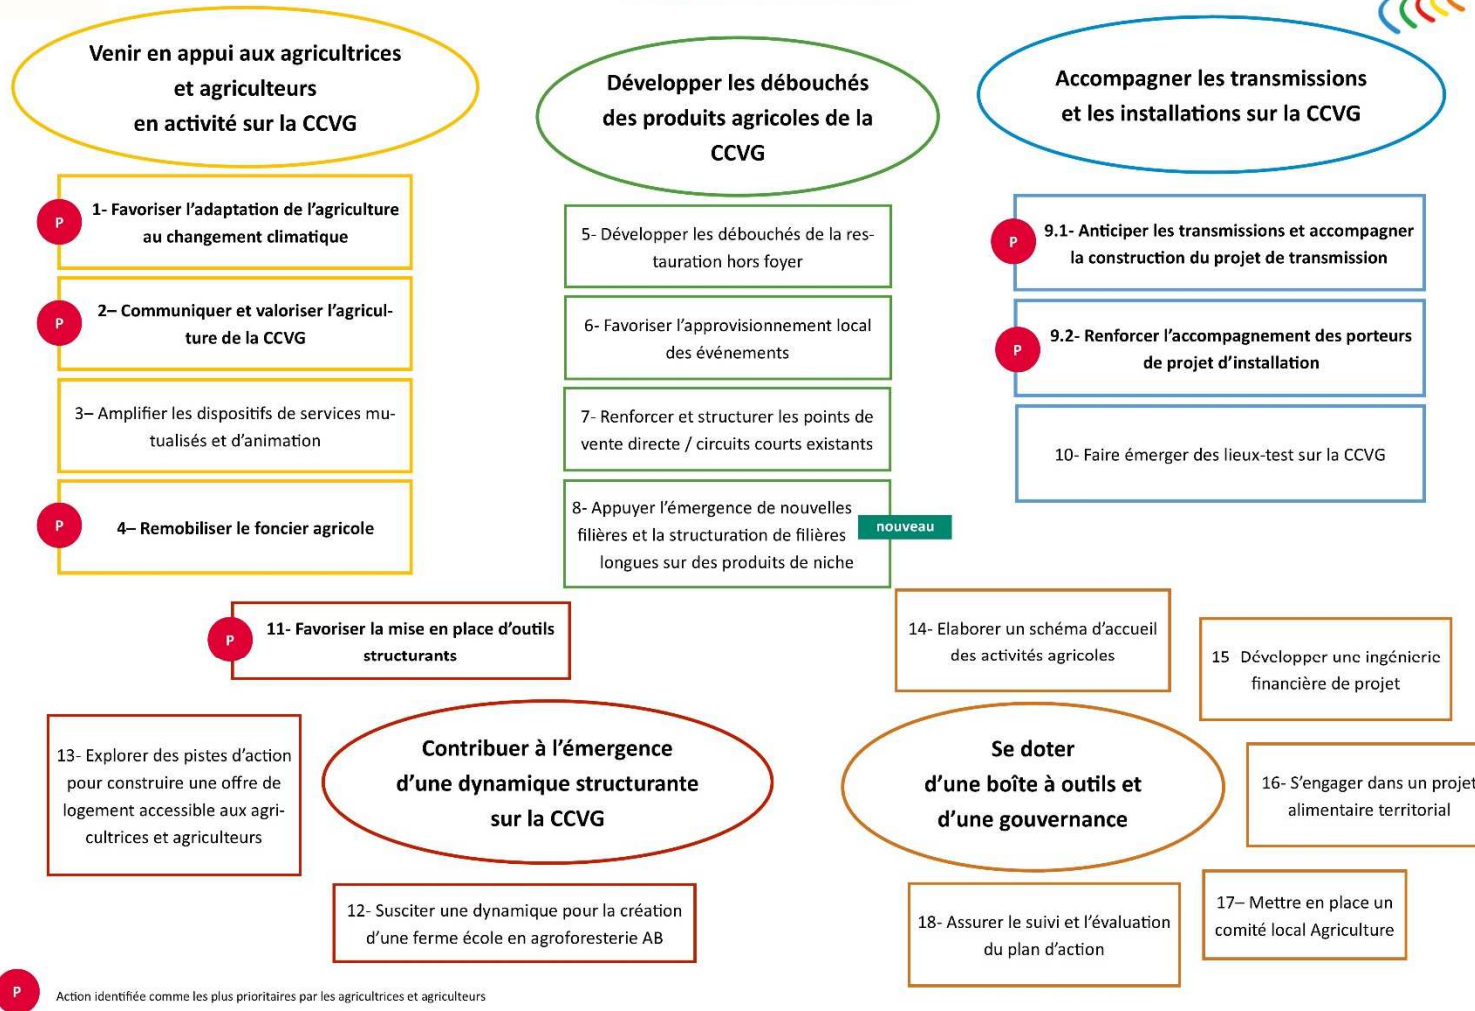 Venir en appui aux agricultrices
et agriculteurs
en activité sur la CCVG
P
1- Favoriser l’adaptation de l’agriculture
au changement climatique
P
2– Communiquer et valoriser l’agricul-
ture de la CCVG
3– Amplifier les dispositifs de services mu-
tualisés et d’animation
P
4– Remobiliser le foncier agricole
Développer les débouchés
des produits agricoles de la
CCVG
5- Développer les débouchés de la res-
tauration hors foyer
6- Favoriser l’approvisionnement local
des événements
7- Renforcer et structurer les points de
vente directe / circuits courts existants
8- Appuyer l’émergence de nouvelles
filières et la structuration de filières
longues sur des produits de niche
nouveau
Accompagner les transmissions
et les installations sur la CCVG
P
9.1- Anticiper les transmissions et accompagner
la construction du projet de transmission
P
9.2- Renforcer l’accompagnement des porteurs
de projet d’installation
10- Faire émerger des lieux-test sur la CCVG
P
11- Favoriser la mise en place d’outils
structurants
13- Explorer des pistes d’action
pour construire une offre de
logement accessible aux agri-
cultrices et agriculteurs
Contribuer à l’émergence
d’une dynamique structurante
sur la CCVG
12- Susciter une dynamique pour la création
d’une ferme école en agroforesterie AB
14- Elaborer un schéma d’accueil
des activités agricoles
15 Développer une ingénierie
financière de projet
Se doter
d’une boîte à outils et
d’une gouvernance
16- S’engager dans un projet
alimentaire territorial
17– Mettre en place un
comité local Agriculture
18- Assurer le suivi et l’évaluation
du plan d’action
P
Action identifiée comme les plus prioritaires par les agricultrices et agriculteurs